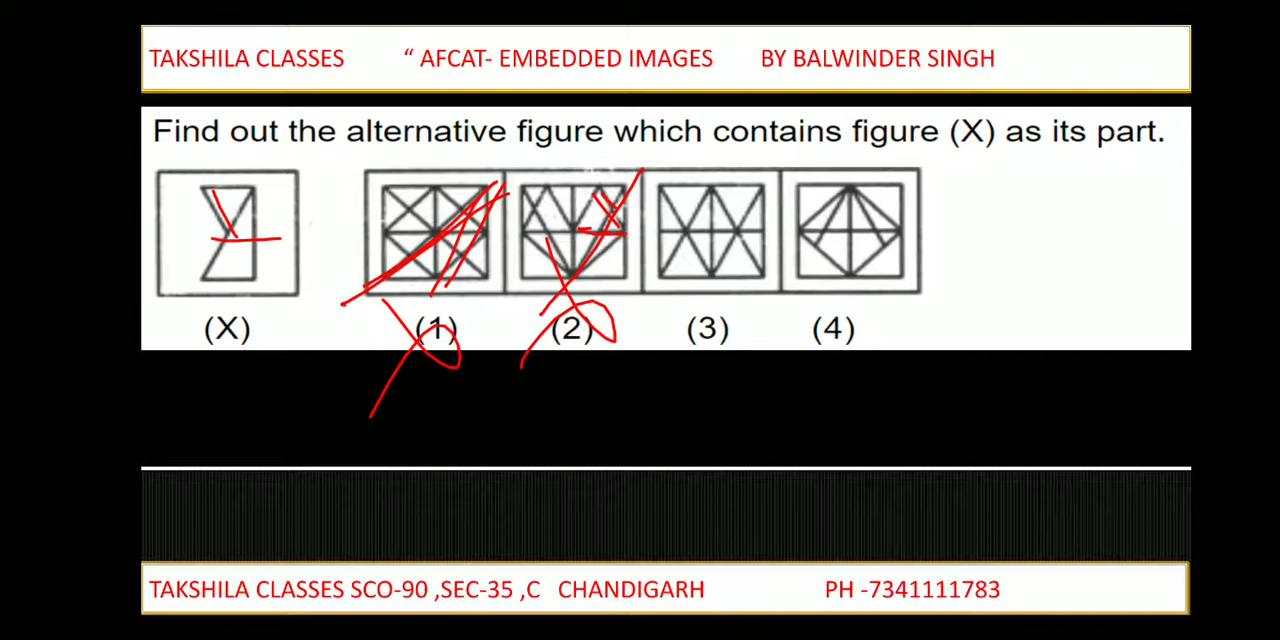 TAKSHILA CLASSES “ AFCAT- EMBEDDED IMAGES BY BALWINDER SINGH
Find out the alternative figure which contains figure (X) as its part.
(X) (1) (2) (3) (4)
TAKSHILA CLASSES SCO-90 ,SEC-35 ,C CHANDIGARH PH -7341111783